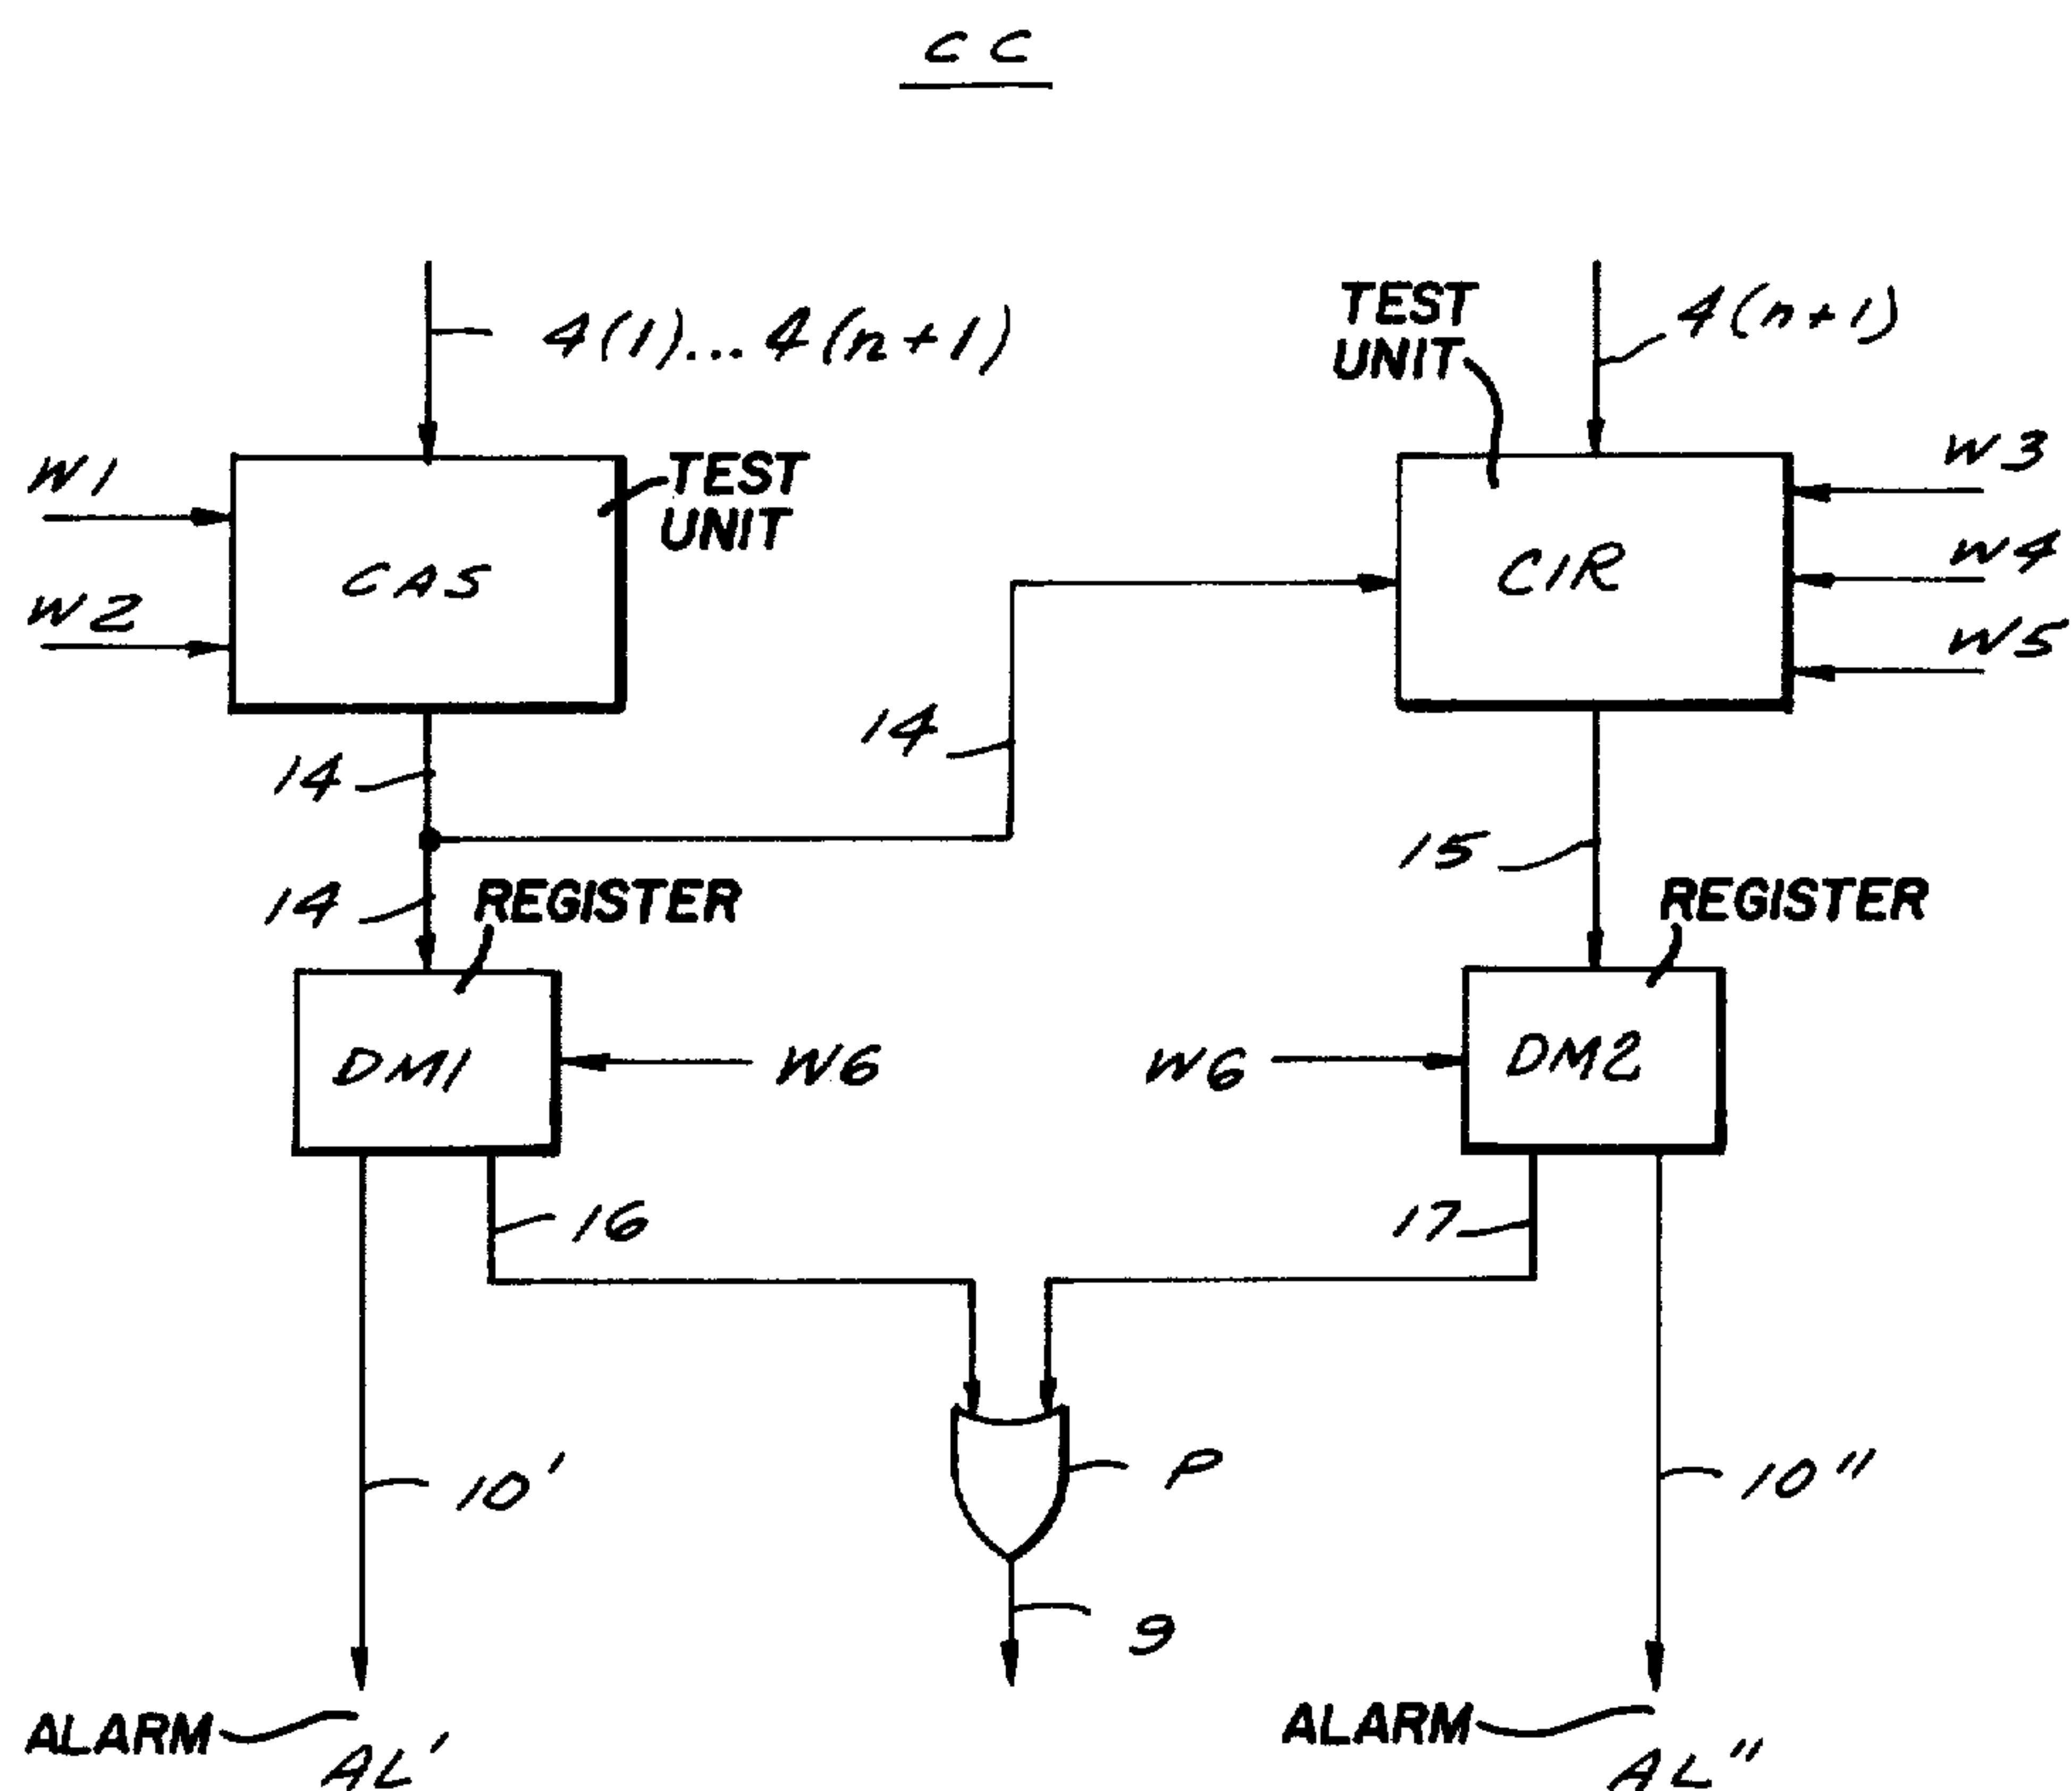 CC
4(1)...4(n+1)
TEST
UNIT
4(n+1)
W1
TEST
UNIT
W3
CAS
CIR
W4
W2
W5
14
14
15
14
REGISTER
REGISTER
DM1
W6
W6
DM2
16
17
10'
P
10"
9
ALARM
AL'
ALARM
AL"